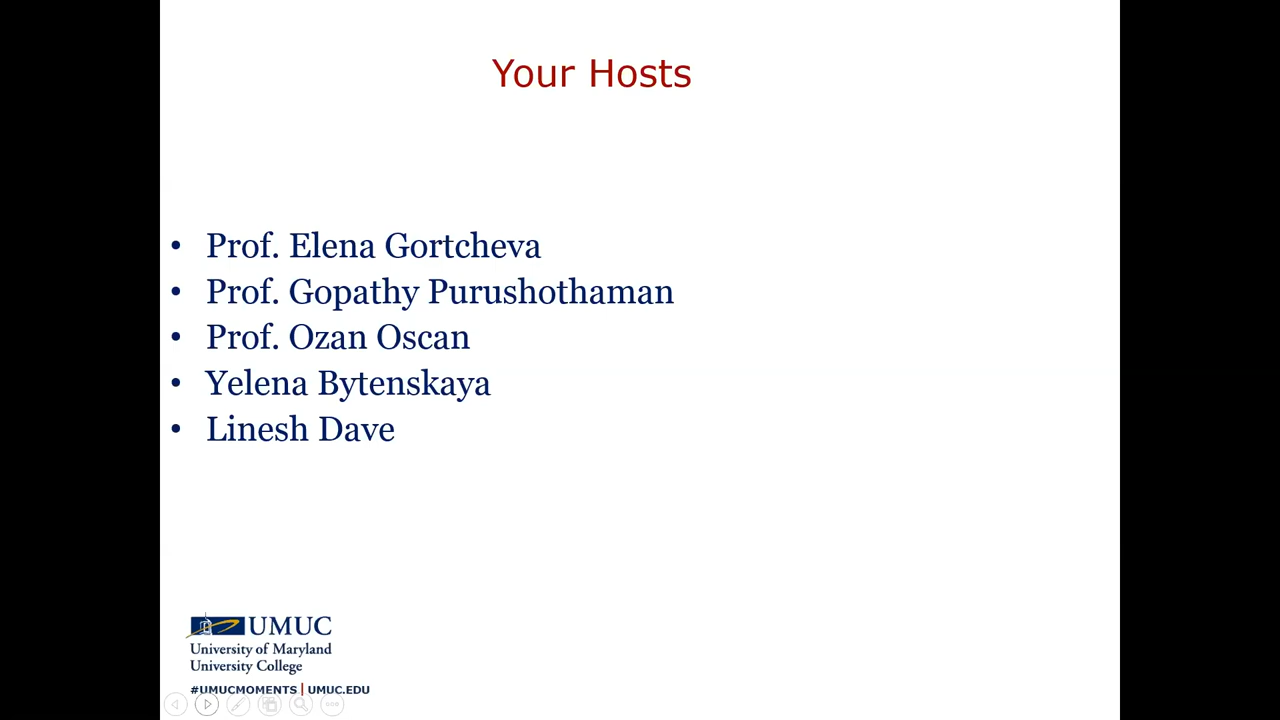 Your Hosts
• Prof. Elena Gortcheva
• Prof. Gopathy Purushothaman
• Prof. Ozan Oscan
• Yelena Bytenskaya
• Linesh Dave
UMUC
University of Maryland
University College
#UMUCMOMENTS | UMUC.EDU